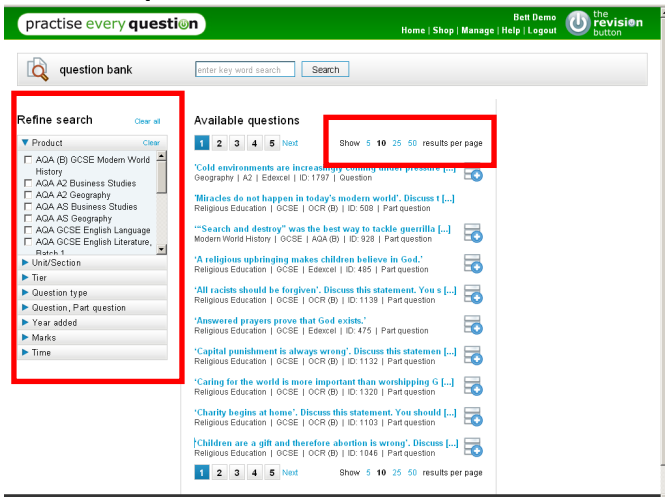 practise every question
Bett Demo
Home | Shop | Manage | Help | Logout
the
revision
button
question bank
enter key word search
Search
Refine search
Clear all
Product
Clear
AQA (B) GCSE Modern World
History
AQA A2 Business Studies
AQA A2 Geography
AQA AS Business Studies
AQA AS Geography
AQA GCSE English Language
AQA GCSE English Literature,
Batch 1
Unit/Section
Tier
Question type
Question, Part question
Year added
Marks
Time
Available questions
1 2 3 4 5 Next
Show 5 10 25 50 results per page
'Cold environments are increasingly coming under pressure [...]
Geography | A2 | Edexcel | ID: 1797 | Question
'Miracles do not happen in today's modern world'. Discuss t [...]
Religious Education | GCSE | OCR (B) | ID: 508 | Part question
'"Search and destroy" was the best way to tackle guerrilla [...]
Modern World History | GCSE | AQA (B) | ID: 928 | Part question
'A religious upbringing makes children believe in God.'
Religious Education | GCSE | Edexcel | ID: 485 | Part question
'All racists should be forgiven'. Discuss this statement. You s [...]
Religious Education | GCSE | OCR (B) | ID: 1139 | Part question
'Answered prayers prove that God exists.'
Religious Education | GCSE | Edexcel | ID: 475 | Part question
'Capital punishment is always wrong'. Discuss this statemen [...]
Religious Education | GCSE | OCR (B) | ID: 1132 | Part question
'Caring for the world is more important than worshipping G [...]
Religious Education | GCSE | OCR (B) | ID: 1320 | Part question
'Charity begins at home'. Discuss this statement. You should [...]
Religious Education | GCSE | OCR (B) | ID: 1103 | Part question
'Children are a gift and therefore abortion is wrong'. Discuss [...]
Religious Education | GCSE | OCR (B) | ID: 1046 | Part question
1 2 3 4 5 Next
Show 5 10 25 50 results per page